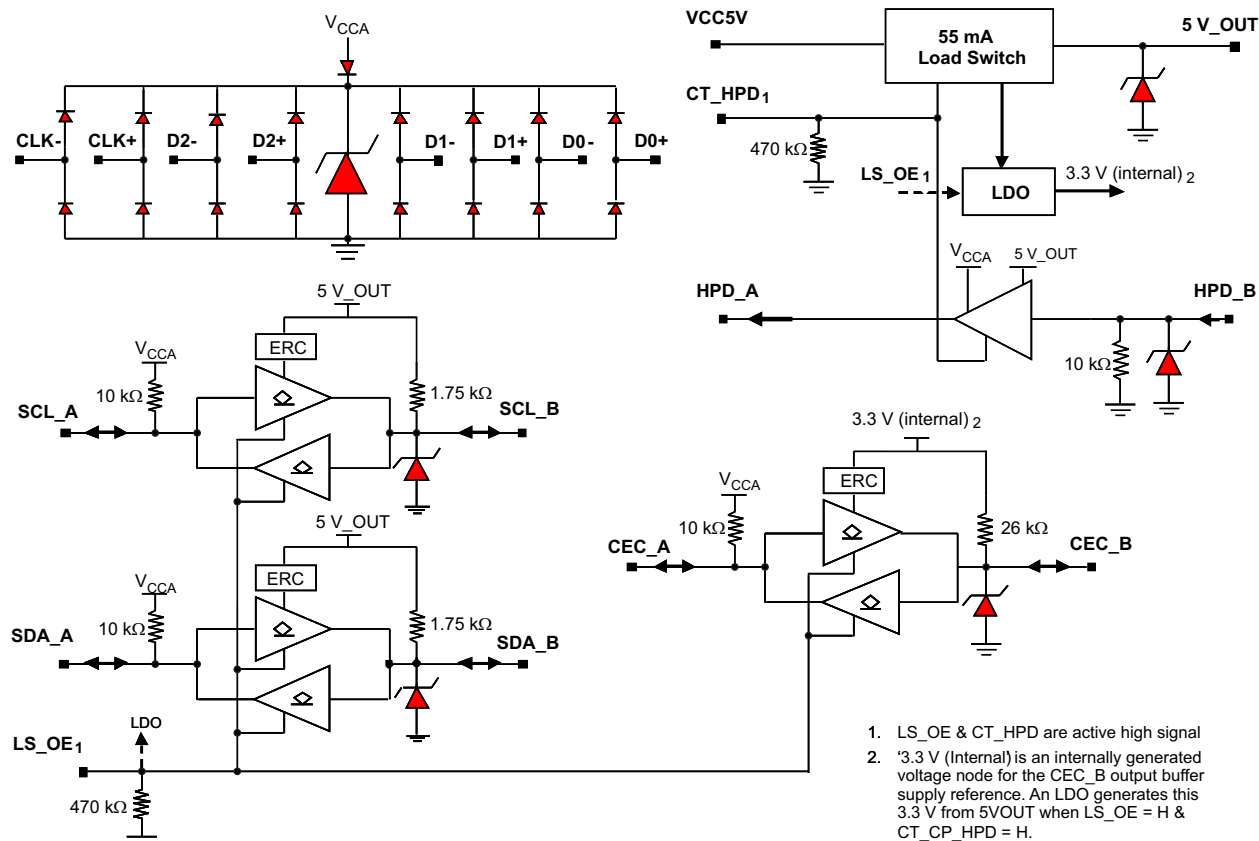 VCCA
CLK-
CLK+
D2-
D2+
D1-
D1+
D0-
D0+
VCC5V
55 mA
Load Switch
5 V_OUT
CT_HPD1
470 kΩ
LS_OE1
LDO
3.3 V (internal) 2
VCCA
5 V_OUT
HPD_A
HPD_B
10 kΩ
5 V_OUT
ERC
VCCA
10 kΩ
1.75 kΩ
SCL_A
SCL_B
5 V_OUT
ERC
VCCA
10 kΩ
1.75 kΩ
SDA_A
SDA_B
LDO
LS_OE1
470 kΩ
3.3 V (internal) 2
ERC
VCCA
10 kΩ
26 kΩ
CEC_A
CEC_B
1. LS_OE & CT_HPD are active high signal
2. ‘3.3 V (Internal) is an internally generated
voltage node for the CEC_B output buffer
supply reference. An LDO generates this
3.3 V from 5VOUT when LS_OE = H &
CT_CP_HPD = H.